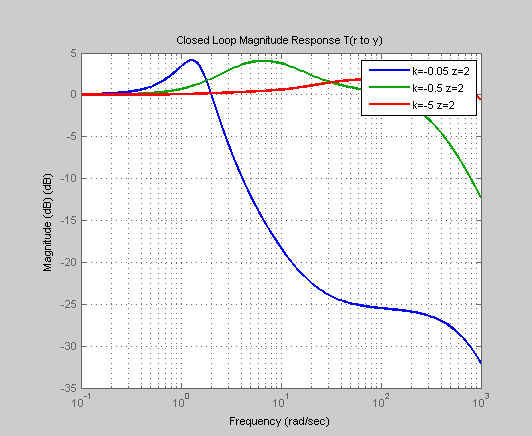 Closed Loop Magnitude Response T(r to y)
k=-0.05 z=2
k=-0.5 z=2
k=-5 z=2
Magnitude (dB) (dB)
5
0
-5
-10
-15
-20
-25
-30
-35
10^-1
10^0
10^1
10^2
10^3
Frequency (rad/sec)